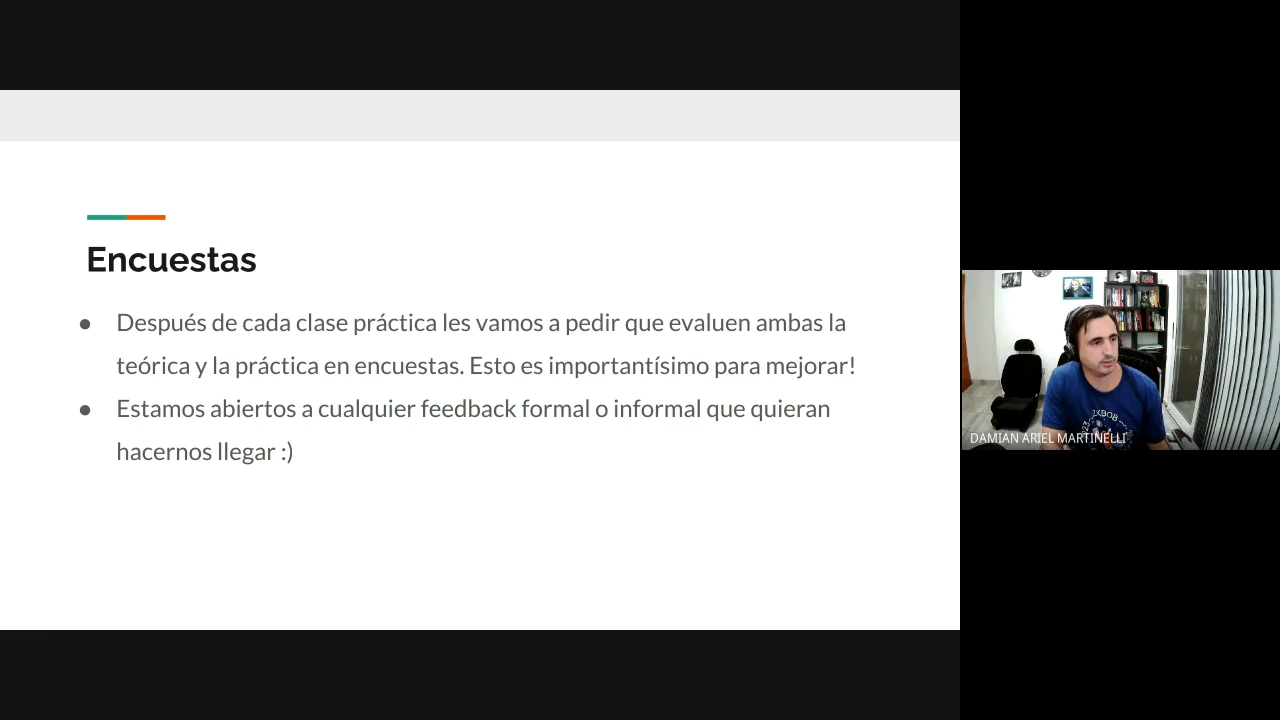 Encuestas
● Después de cada clase práctica les vamos a pedir que evaluen ambas la
teórica y la práctica en encuestas. Esto es importantísimo para mejorar!
● Estamos abiertos a cualquier feedback formal o informal que quieran
hacernos llegar :)
DAMIAN ARIEL MARTINELLI